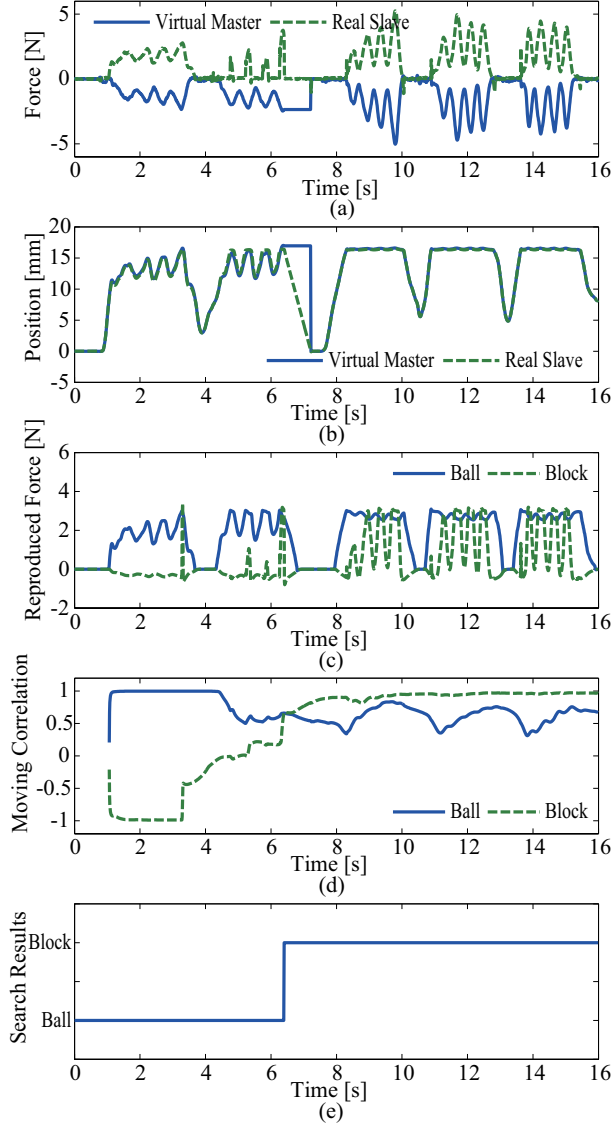 5
0
-5
Force [N]
Virtual Master
Real Slave
0 2 4 6 8 10 12 14 16
Time [s]
(a)
20
15
10
5
0
-5
Position [mm]
Virtual Master
Real Slave
0 2 4 6 8 10 12 14 16
Time [s]
(b)
6
3
2
0
-2
Reproduced Force [N]
Ball
Block
0 2 4 6 8 10 12 14 16
Time [s]
(c)
1
0.5
0
-0.5
-1
Moving Correlation
Ball
Block
0 2 4 6 8 10 12 14 16
Time [s]
(d)
Block
Ball
Search Results
0 2 4 6 8 10 12 14 16
Time [s]
(e)